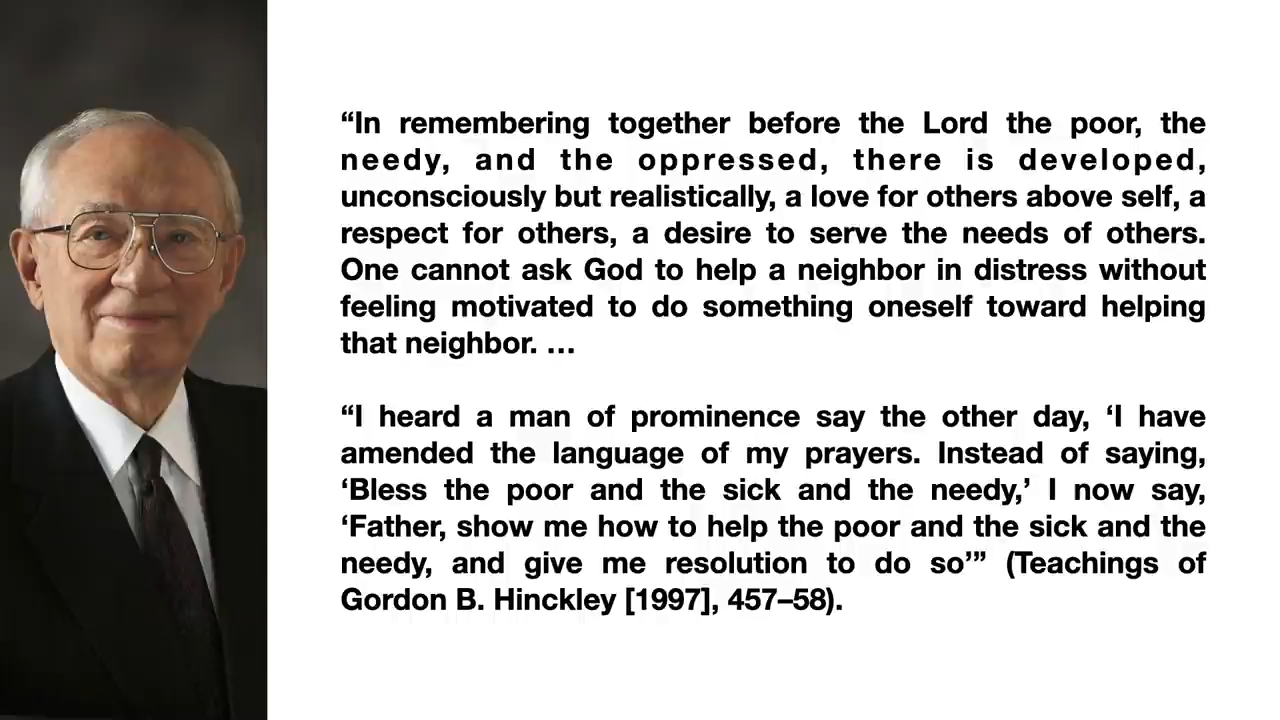 “In remembering together before the Lord the poor, the
needy, and the oppressed, there is developed,
unconsciously but realistically, a love for others above self, a
respect for others, a desire to serve the needs of others.
One cannot ask God to help a neighbor in distress without
feeling motivated to do something oneself toward helping
that neighbor. …
“I heard a man of prominence say the other day, ‘I have
amended the language of my prayers. Instead of saying,
‘Bless the poor and the sick and the needy,’ I now say,
‘Father, show me how to help the poor and the sick and the
needy, and give me resolution to do so’” (Teachings of
Gordon B. Hinckley [1997], 457–58).